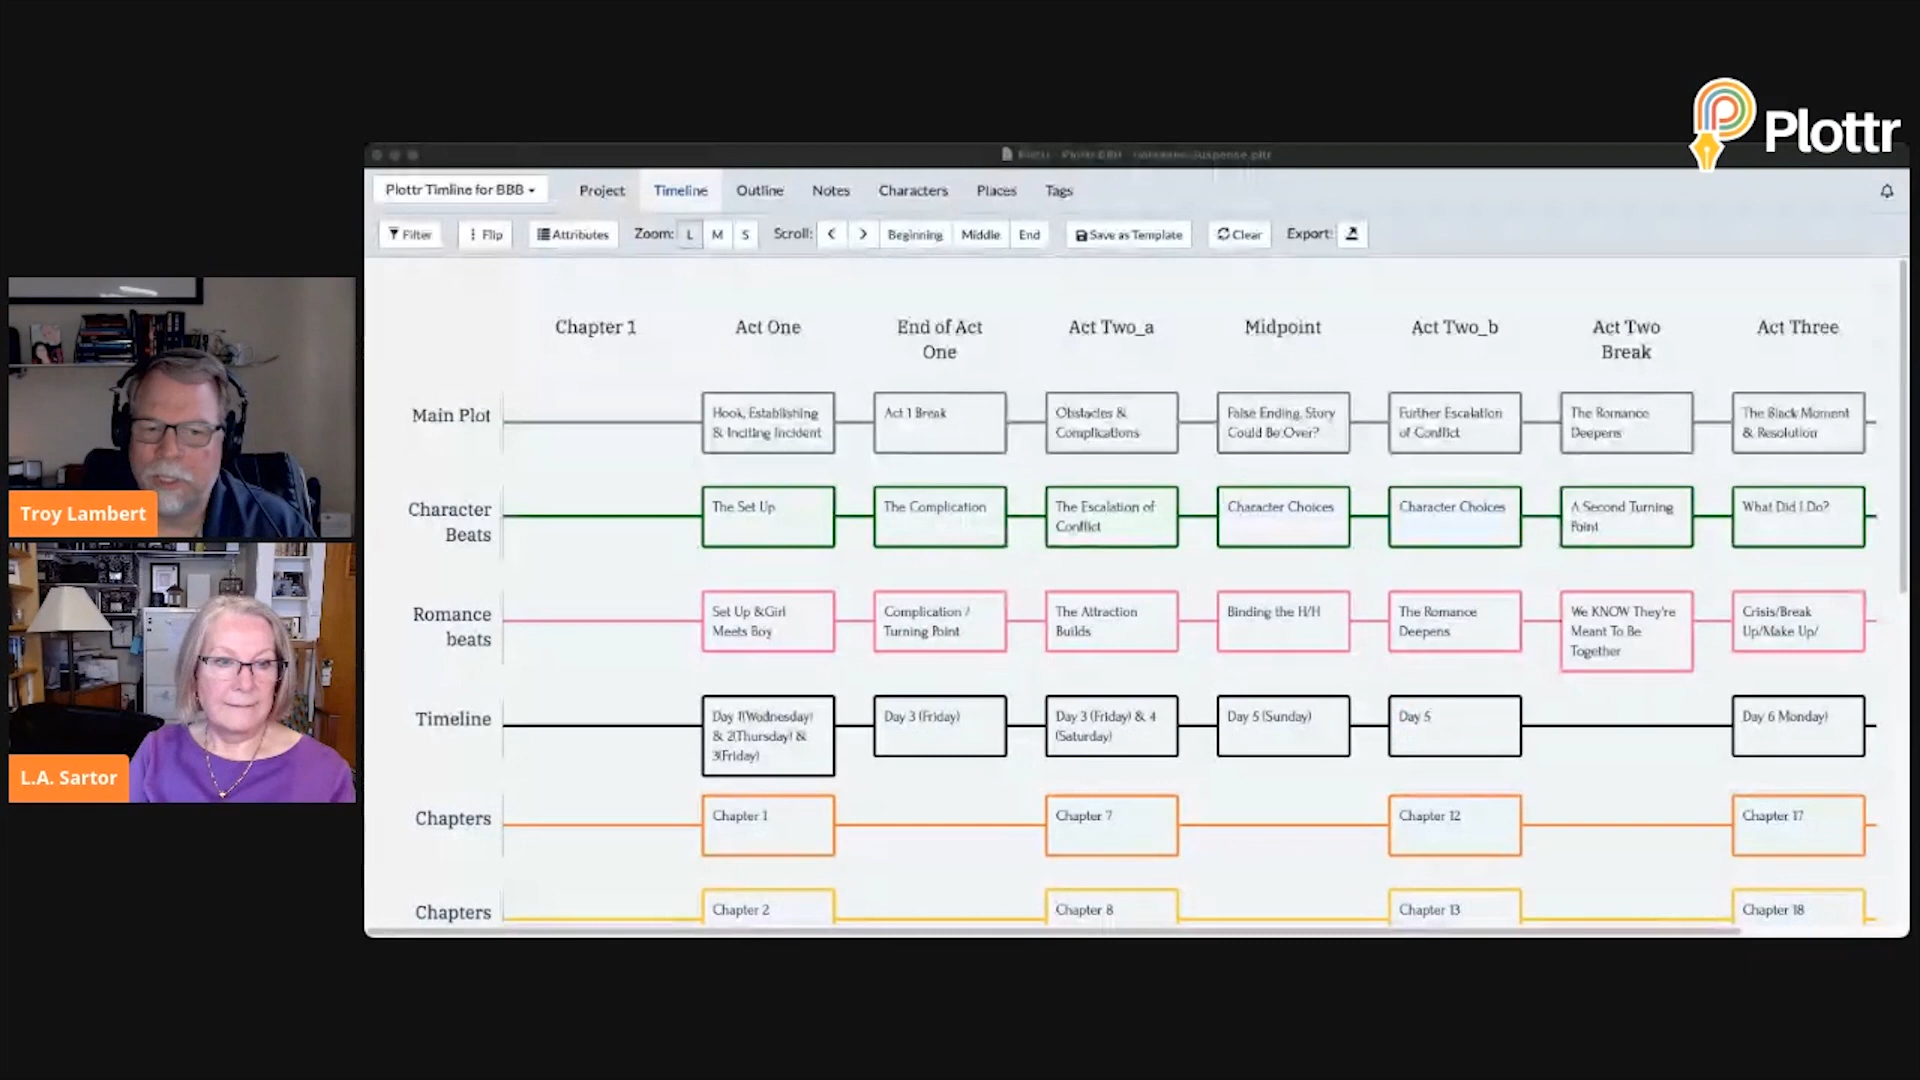 Plottr
Plottr Timline for BBB
Project
Timeline
Outline
Notes
Characters
Places
Tags
Filter
Flip
Attributes
Zoom:
L
M
S
Scroll:
Beginning
Middle
End
Save as Template
Clear
Export:
Chapter 1
Act One
End of Act
One
Act Two_a
Midpoint
Act Two_b
Act Two
Break
Act Three
Main Plot
Hook, Establishing
& Inciting Incident
Act 1 Break
Obstacles &
Complications
False Ending. Story
Could Be Over?
Further Escalation
of Conflict
The Romance
Deepens
The Black Moment
& Resolution
Character
Beats
The Set Up
The Complication
The Escalation of
Conflict
Character Choices
Character Choices
A Second Turning
Point
What Did I Do?
Romance
beats
Set Up &Girl
Meets Boy
Complication /
Turning Point
The Attraction
Builds
Binding the H/H
The Romance
Deepens
We KNOW They're
Meant To Be
Together
Crisis/Break
Up/Make Up/
Timeline
Day 1(Wednesday)
& 2(Thursday) &
3(Friday)
Day 3 (Friday)
Day 3 (Friday) & 4
(Saturday)
Day 5 (Sunday)
Day 5
Day 6 Monday)
Chapters
Chapter 1
Chapter 7
Chapter 12
Chapter 17
Chapters
Chapter 2
Chapter 8
Chapter 13
Chapter 18
Troy Lambert
L.A. Sartor